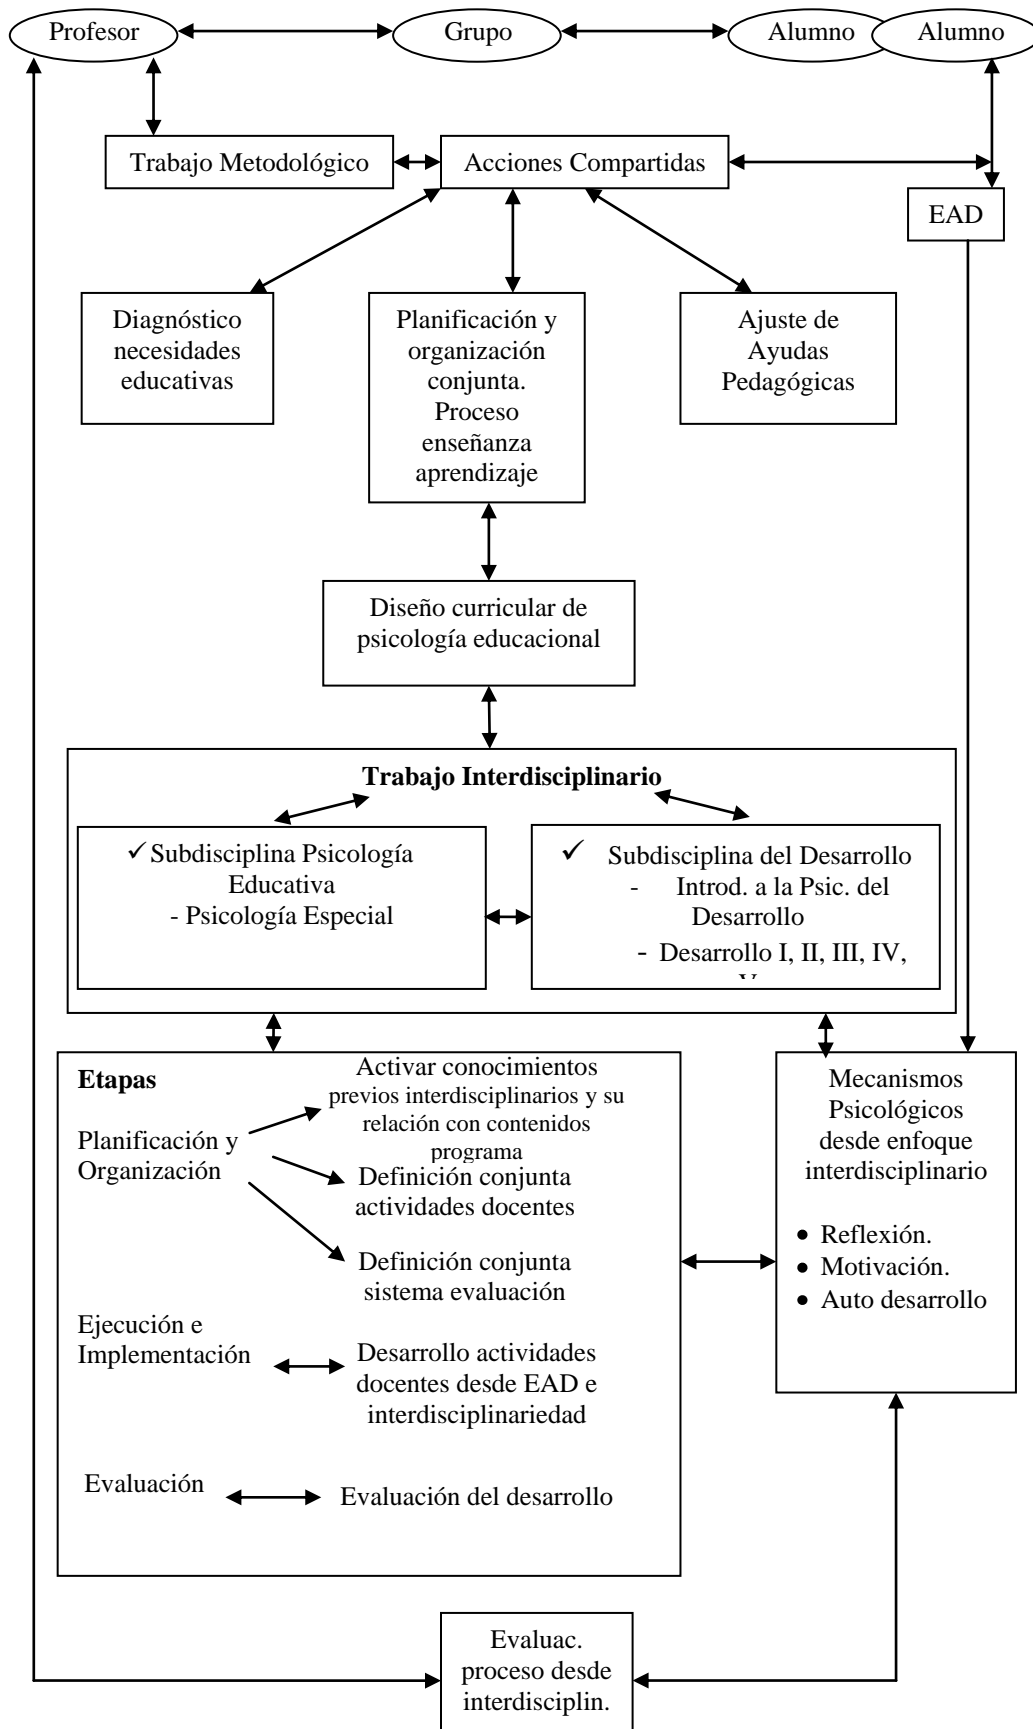 Profesor
Grupo
Alumno
Alumno
Trabajo Metodológico
Acciones Compartidas
EAD
Diagnóstico
necesidades
educativas
Planificación y
organización
conjunta.
Proceso
enseñanza
aprendizaje
Ajuste de
Ayudas
Pedagógicas
Diseño curricular de
psicología educacional
Trabajo Interdisciplinario
✓ Subdisciplina Psicología
Educativa
- Psicología Especial
✓ Subdisciplina del Desarrollo
- Introd. a la Psic. del
Desarrollo
- Desarrollo I, II, III, IV,
Etapas
Planificación y
Organización
Activar conocimientos
previos interdisciplinarios y su
relación con contenidos
programa
Definición conjunta
actividades docentes
Definición conjunta
sistema evaluación
Ejecución e
Implementación
Desarrollo actividades
docentes desde EAD e
interdisciplinariedad
Evaluación
Evaluación del desarrollo
Mecanismos
Psicológicos
desde enfoque
interdisciplinario
• Reflexión.
• Motivación.
• Auto desarrollo
Evaluac.
proceso desde
interdisciplin.